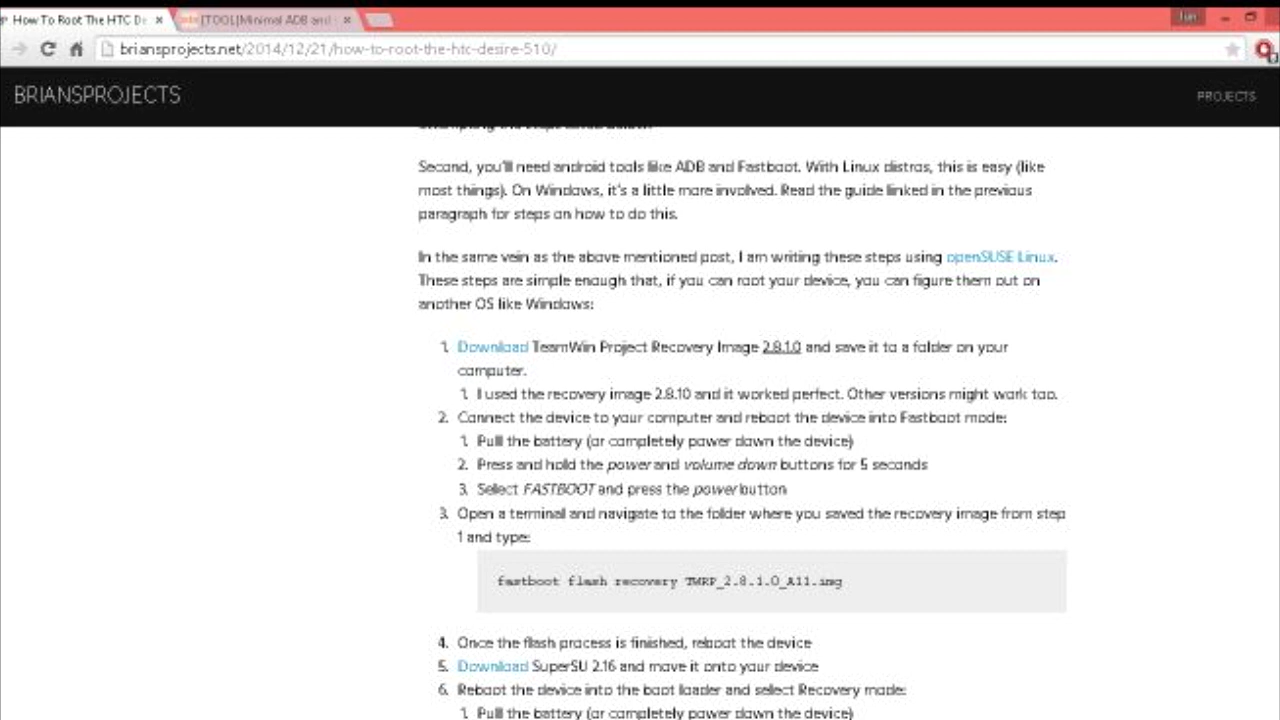 How To Root The HTC De
[TOOL]Minimal ADB and
briansprojects.net/2014/12/21/how-to-root-the-htc-desire-510/
BRIANSPROJECTS
PROJECTS
Second, you'll need android tools like ADB and Fastboot. With Linux distros, this is easy (like
most things). On Windows, it's a little more involved. Read the guide linked in the previous
paragraph for steps on how to do this.
In the same vein as the above mentioned post, I am writing these steps using openSUSE Linux.
These steps are simple enough that, if you can root your device, you can figure them out on
another OS like Windows:
1. Download TeamWin Project Recovery Image 2.8.1.0 and save it to a folder on your
computer.
1. I used the recovery image 2.8.10 and it worked perfect. Other versions might work too.
2. Connect the device to your computer and reboot the device into Fastboot mode:
1. Pull the battery (or completely power down the device)
2. Press and hold the power and volume down buttons for 5 seconds
3. Select FASTBOOT and press the power button
3. Open a terminal and navigate to the folder where you saved the recovery image from step
1 and type:
fastboot flash recovery TWRP_2.8.1.0_A11.img
4. Once the flash process is finished, reboot the device
5. Download SuperSU 2.16 and move it onto your device
6. Reboot the device into the boot loader and select Recovery mode:
1. Pull the battery (or completely power down the device)